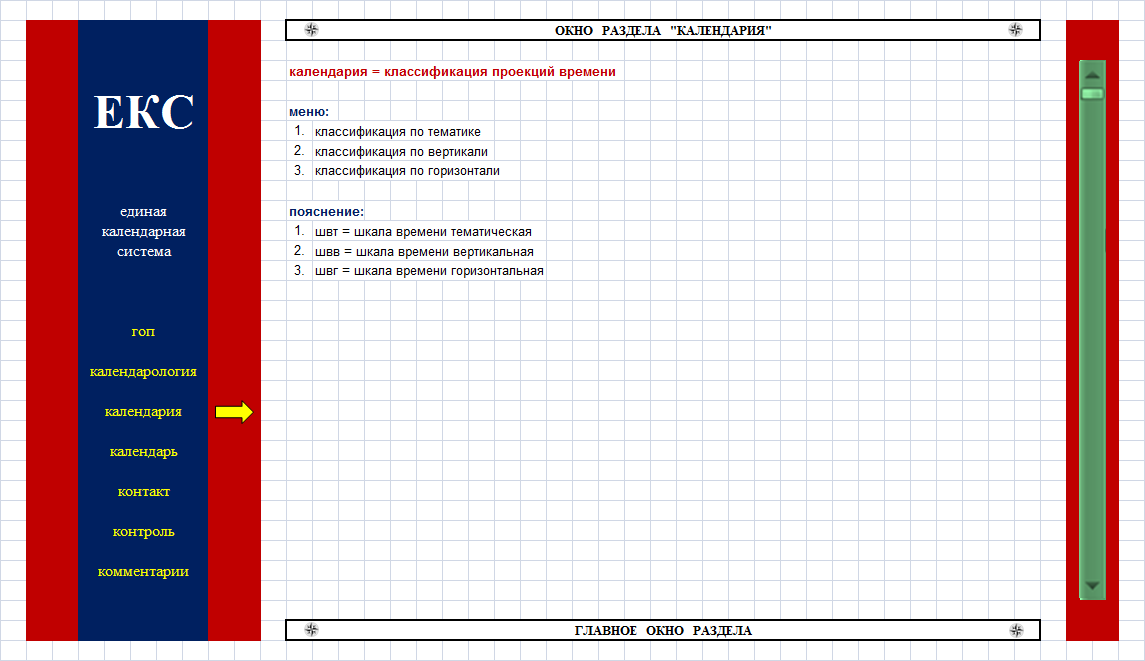 ЕКС
единая
календарная
система
гоп
календарология
календария
календарь
контакт
контроль
комментарии
ОКНО РАЗДЕЛА "КАЛЕНДАРИЯ"
календария = классификация проекций времени
меню:
1. классификация по тематике
2. классификация по вертикали
3. классификация по горизонтали
пояснение:
1. швт = шкала времени тематическая
2. швв = шкала времени вертикальная
3. швг = шкала времени горизонтальная
ГЛАВНОЕ ОКНО РАЗДЕЛА